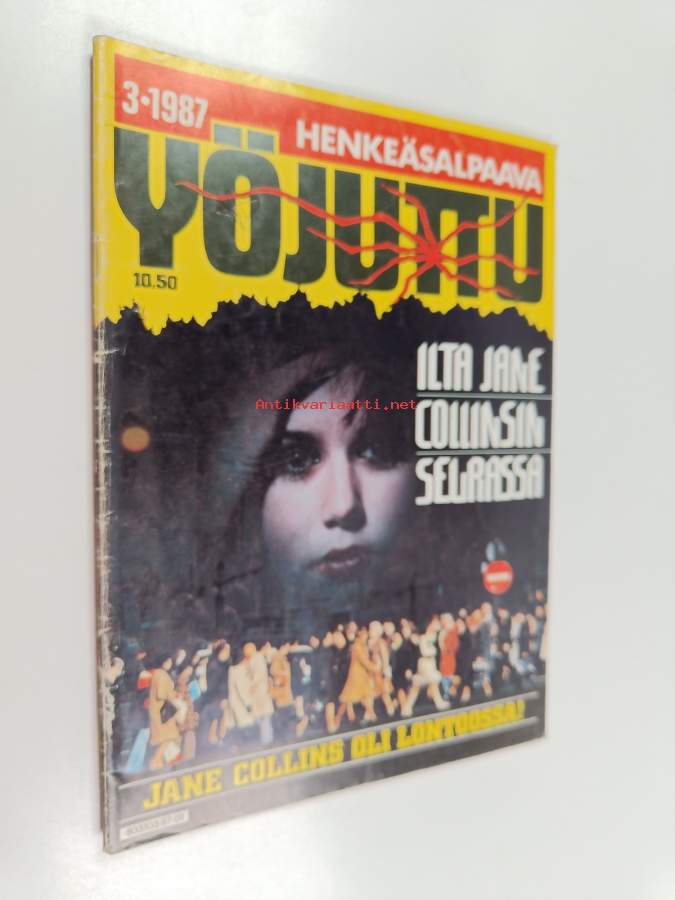 3•1987
HENKEÄSALPAAVA
YÖJUTTU
10.50
ILTA JANE
COLLINSIN
SEURASSA
Antikvariaatti.net
JANE COLLINS OLI LONTOOSSA!